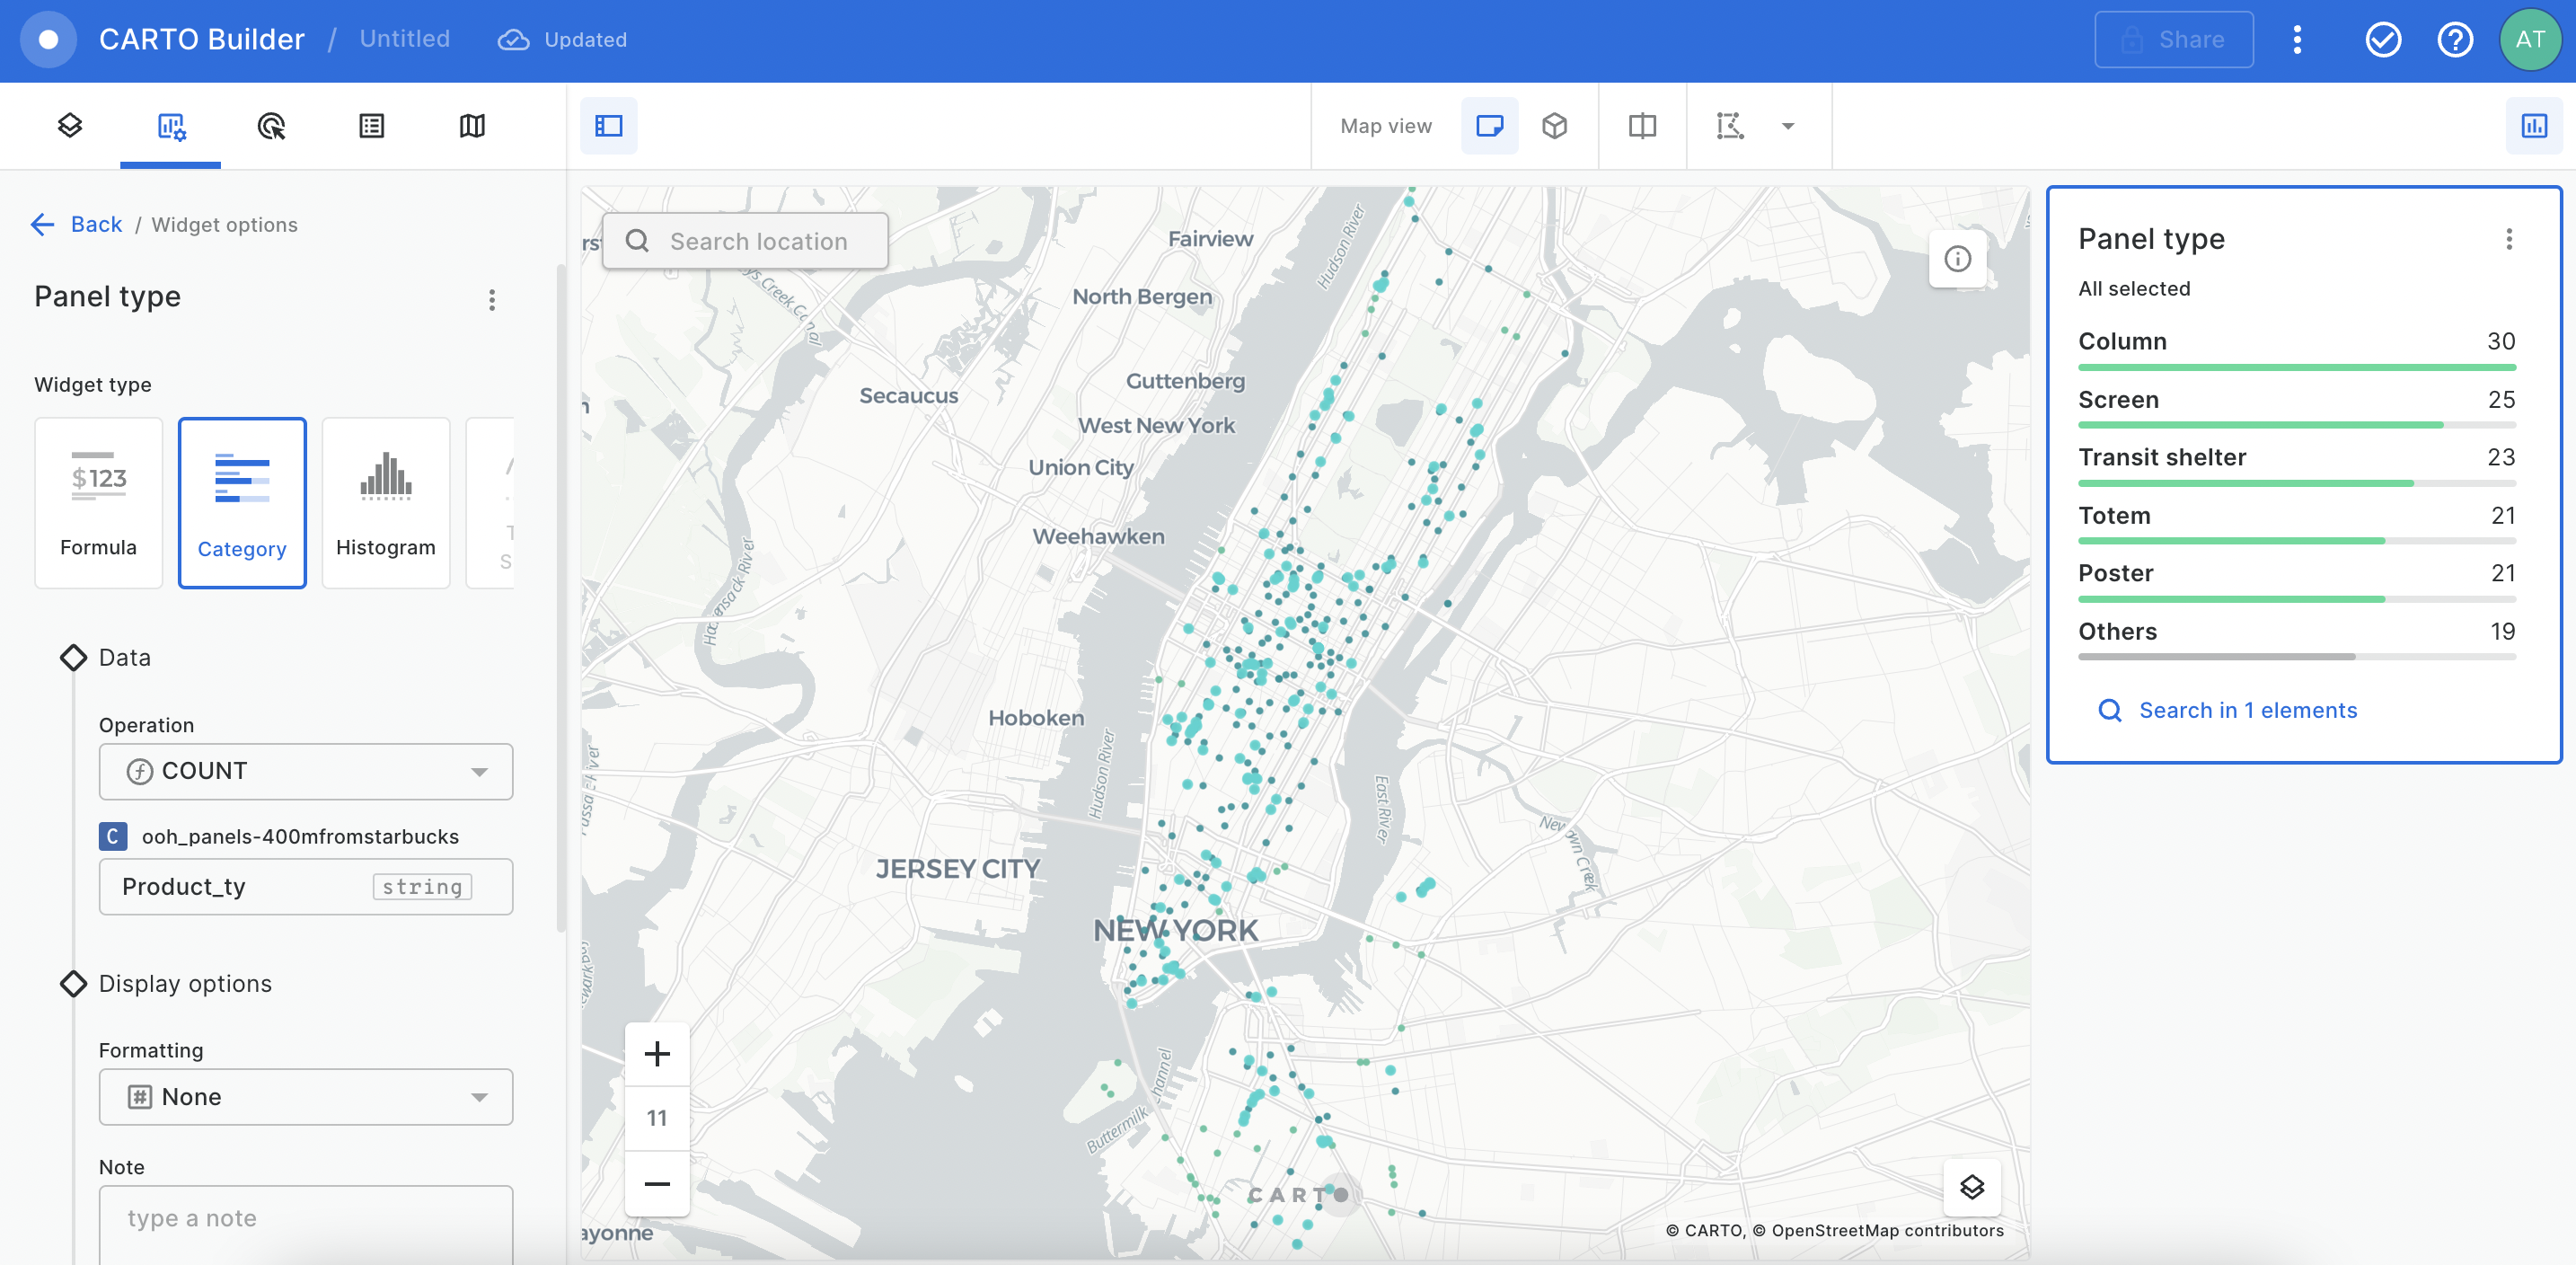 CARTO Builder / Untitled Updated
Share
AT
Map view
Back / Widget options
Panel type
Widget type
$123
Formula
Category
Histogram
Data
Operation
COUNT
C ooh_panels-400mfromstarbucks
Product_ty string
Display options
Formatting
None
Note
type a note
Search location
Fairview
Hudson River
North Bergen
Guttenberg
Secaucus
West New York
Union City
Weehawken
Hoboken
Hudson River
East River
JERSEY CITY
NEW YORK
11
Buttermilk
CARTO
ayonne
© CARTO, © OpenStreetMap contributors
Panel type
All selected
Column 30
Screen 25
Transit shelter 23
Totem 21
Poster 21
Others 19
Search in 1 elements